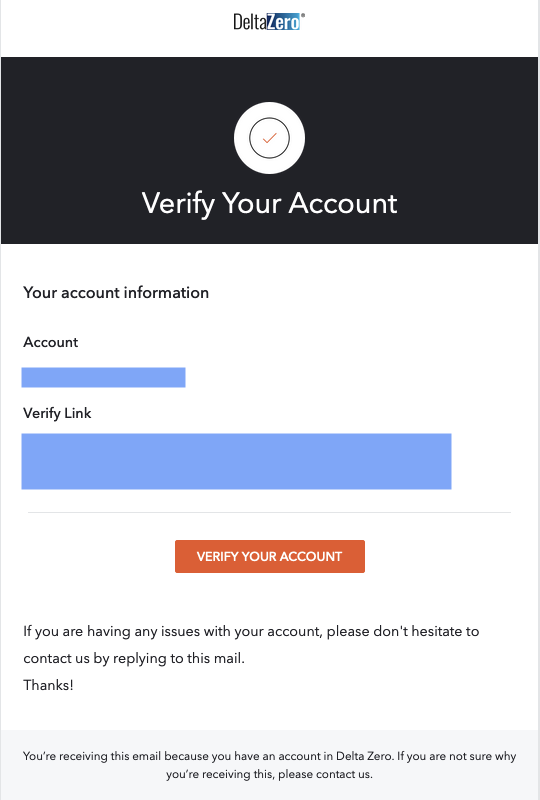 DeltaZero®
Verify Your Account
Your account information
Account
Verify Link
VERIFY YOUR ACCOUNT
If you are having any issues with your account, please don't hesitate to
contact us by replying to this mail.
Thanks!
You’re receiving this email because you have an account in Delta Zero. If you are not sure why
you’re receiving this, please contact us.